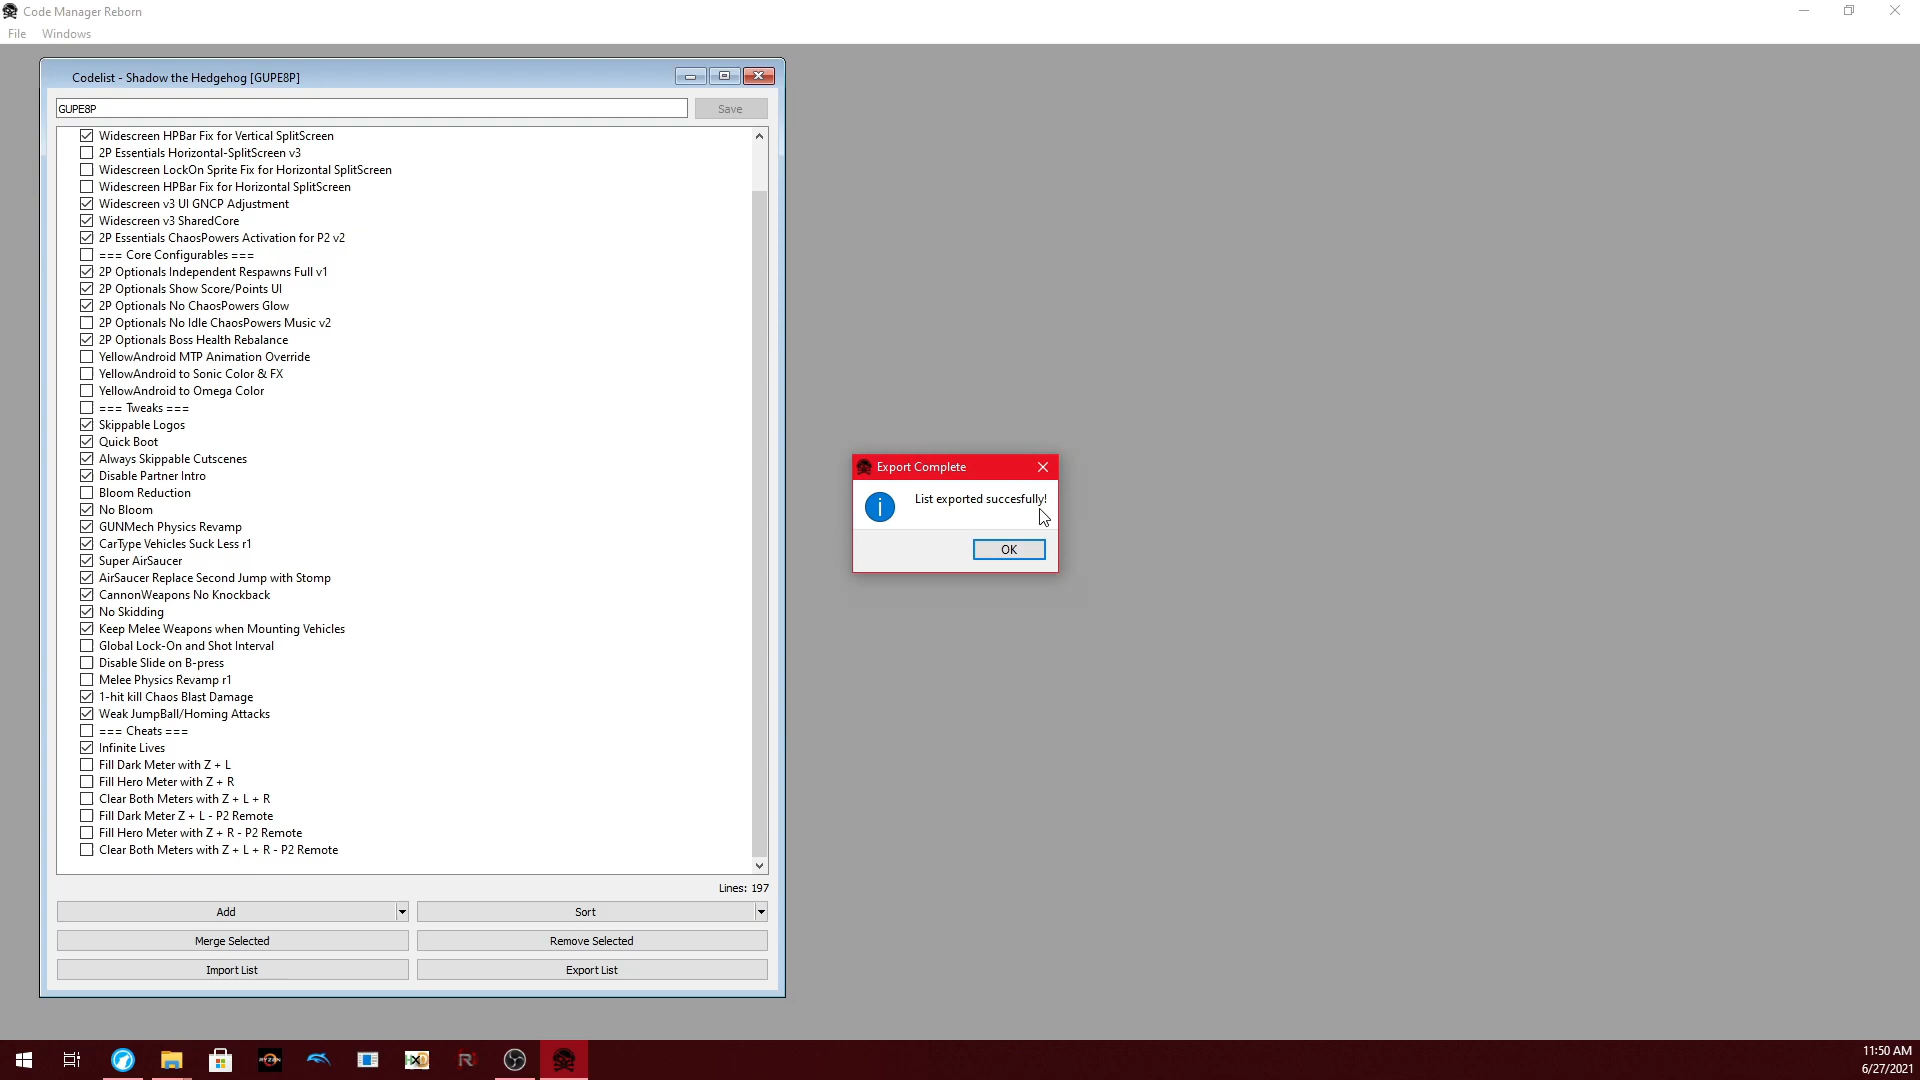 Code Manager Reborn
File Windows
Codelist - Shadow the Hedgehog [GUPE8P]
GUPE8P Save
Widescreen HPBar Fix for Vertical SplitScreen
2P Essentials Horizontal-SplitScreen v3
Widescreen LockOn Sprite Fix for Horizontal SplitScreen
Widescreen HPBar Fix for Horizontal SplitScreen
Widescreen v3 UI GNCP Adjustment
Widescreen v3 SharedCore
2P Essentials ChaosPowers Activation for P2 v2
=== Core Configurables ===
2P Optionals Independent Respawns Full v1
2P Optionals Show Score/Points UI
2P Optionals No ChaosPowers Glow
2P Optionals No Idle ChaosPowers Music v2
2P Optionals Boss Health Rebalance
YellowAndroid MTP Animation Override
YellowAndroid to Sonic Color & FX
YellowAndroid to Omega Color
=== Tweaks ===
Skippable Logos
Quick Boot
Always Skippable Cutscenes
Disable Partner Intro
Bloom Reduction
No Bloom
GUNMech Physics Revamp
CarType Vehicles Suck Less r1
Super AirSaucer
AirSaucer Replace Second Jump with Stomp
CannonWeapons No Knockback
No Skidding
Keep Melee Weapons when Mounting Vehicles
Global Lock-On and Shot Interval
Disable Slide on B-press
Melee Physics Revamp r1
1-hit kill Chaos Blast Damage
Weak JumpBall/Homing Attacks
=== Cheats ===
Infinite Lives
Fill Dark Meter with Z + L
Fill Hero Meter with Z + R
Clear Both Meters with Z + L + R
Fill Dark Meter Z + L - P2 Remote
Fill Hero Meter with Z + R - P2 Remote
Clear Both Meters with Z + L + R - P2 Remote
Lines: 197
Add Sort
Merge Selected Remove Selected
Import List Export List
Export Complete
List exported succesfully!
OK
RYZEN
HXD
R
11:50 AM
6/27/2021